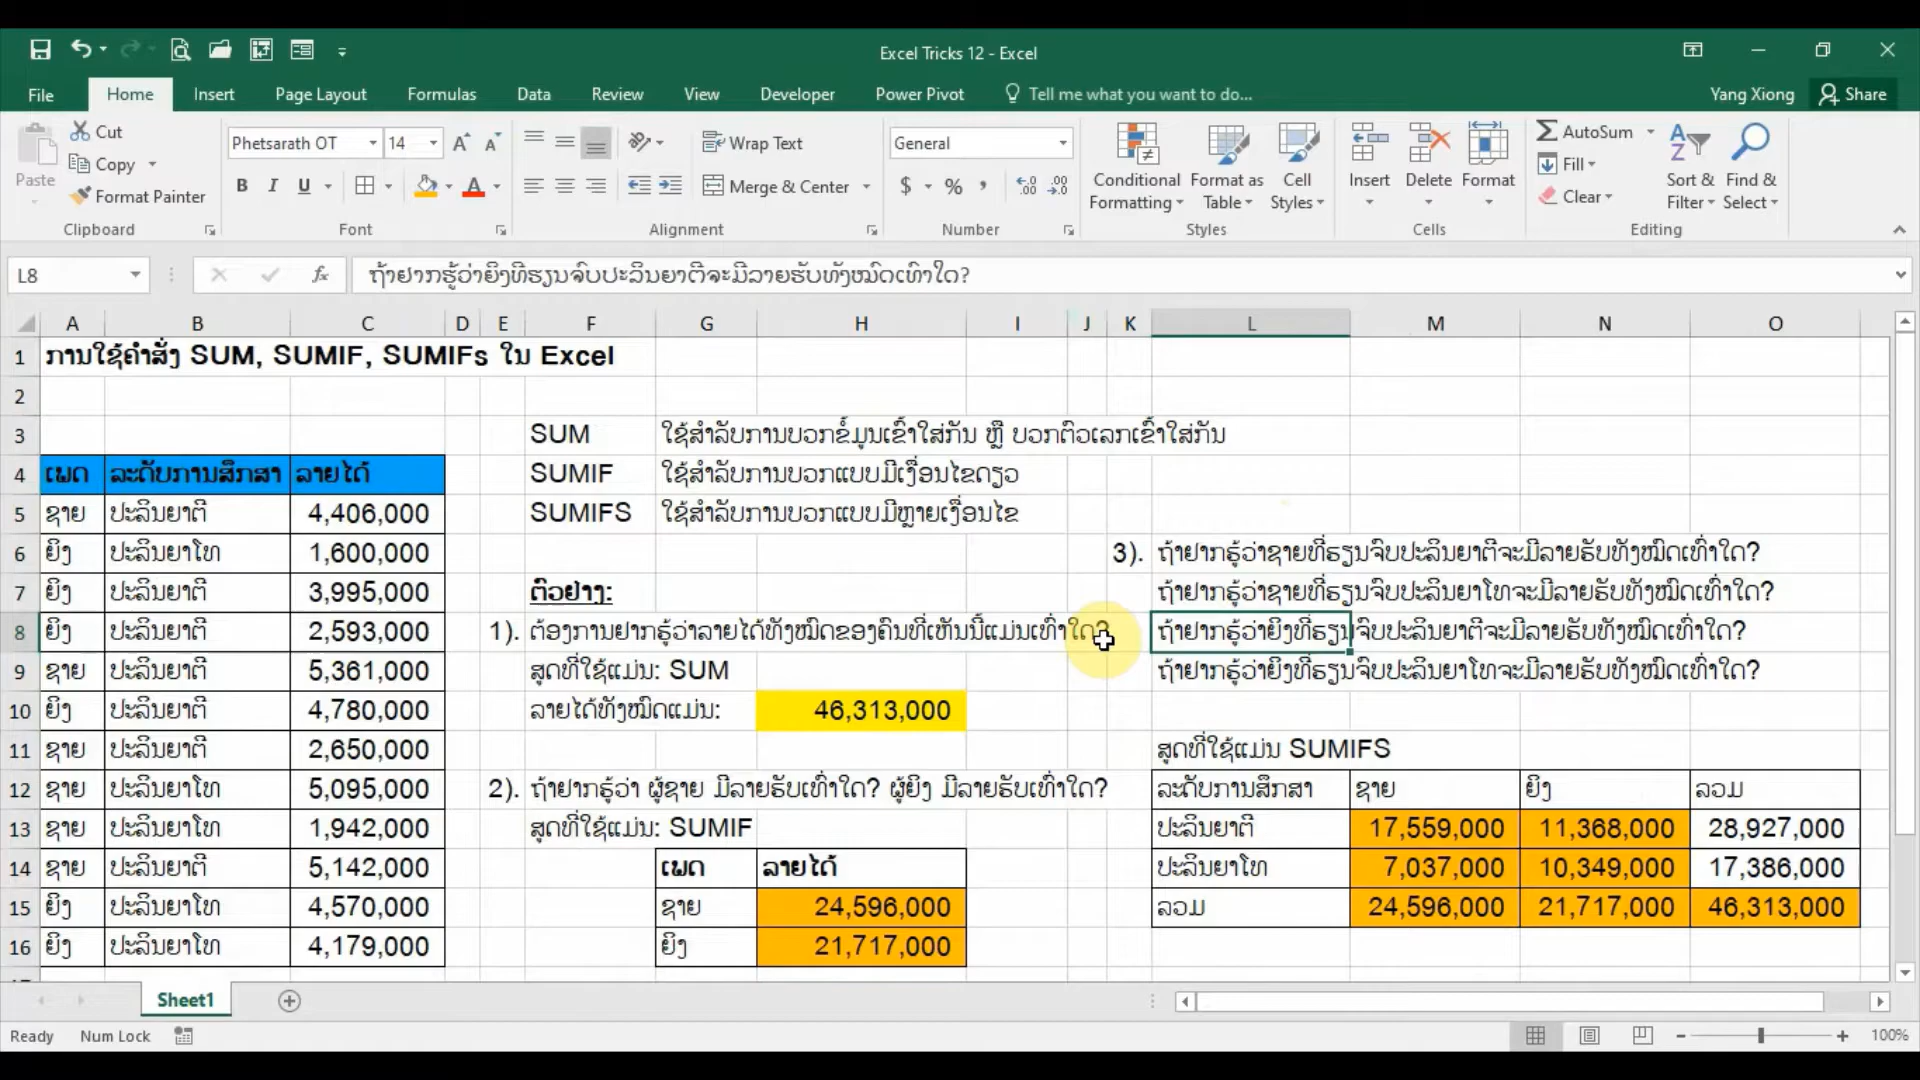 Excel Tricks 12 - Excel
File Home Insert Page Layout Formulas Data Review View Developer Power Pivot Tell me what you want to do... Yang Xiong Share
Paste Cut Copy Format Painter
Phetsarath OT 14
B I U
Wrap Text
Merge & Center
General
$ % ,
Conditional Formatting Format as Table Cell Styles
Insert Delete Format
AutoSum Fill Clear
Sort & Filter Find & Select
Clipboard Font Alignment Number Styles Cells Editing
L8 fx ຖ້າຢາກຮູ້ວ່າຍິງທີ່ຮຽນຈົບປະລິນຍາຕີຈະມີລາຍຮັບທັງໝົດເທົ່າໃດ?
A B C D E F G H I J K L M N O
1 ການໃຊ້ຄຳສັ່ງ SUM, SUMIF, SUMIFs ໃນ Excel
2
3 SUM ໃຊ້ສຳລັບການບວກຂໍ້ມູນເຂົ້າໃສ່ກັນ ຫຼື ບວກຕົວເລກເຂົ້າໃສ່ກັນ
4 ເພດ ລະດັບການສຶກສາ ລາຍໄດ້ SUMIF ໃຊ້ສຳລັບການບວກແບບມີເງື່ອນໄຂດຽວ
5 ຊາຍ ປະລິນຍາຕີ 4,406,000 SUMIFS ໃຊ້ສຳລັບການບວກແບບມີຫຼາຍເງື່ອນໄຂ
6 ຍິງ ປະລິນຍາໂທ 1,600,000 3). ຖ້າຢາກຮູ້ວ່າຊາຍທີ່ຮຽນຈົບປະລິນຍາຕີຈະມີລາຍຮັບທັງໝົດເທົ່າໃດ?
7 ຍິງ ປະລິນຍາຕີ 3,995,000 ຕົວຢ່າງ: ຖ້າຢາກຮູ້ວ່າຊາຍທີ່ຮຽນຈົບປະລິນຍາໂທຈະມີລາຍຮັບທັງໝົດເທົ່າໃດ?
8 ຍິງ ປະລິນຍາຕີ 2,593,000 1). ຕ້ອງການຢາກຮູ້ວ່າລາຍໄດ້ທັງໝົດຂອງຄົນທີ່ເຫັນນີ້ແມ່ນເທົ່າໃດ? ຖ້າຢາກຮູ້ວ່າຍິງທີ່ຮຽນຈົບປະລິນຍາຕີຈະມີລາຍຮັບທັງໝົດເທົ່າໃດ?
9 ຊາຍ ປະລິນຍາຕີ 5,361,000 ສູດທີ່ໃຊ້ແມ່ນ: SUM ຖ້າຢາກຮູ້ວ່າຍິງທີ່ຮຽນຈົບປະລິນຍາໂທຈະມີລາຍຮັບທັງໝົດເທົ່າໃດ?
10 ຍິງ ປະລິນຍາຕີ 4,780,000 ລາຍໄດ້ທັງໝົດແມ່ນ: 46,313,000
11 ຊາຍ ປະລິນຍາຕີ 2,650,000 ສູດທີ່ໃຊ້ແມ່ນ SUMIFS
12 ຊາຍ ປະລິນຍາໂທ 5,095,000 2). ຖ້າຢາກຮູ້ວ່າ ຜູ້ຊາຍ ມີລາຍຮັບເທົ່າໃດ? ຜູ້ຍິງ ມີລາຍຮັບເທົ່າໃດ? ລະດັບການສຶກສາ ຊາຍ ຍິງ ລວມ
13 ຊາຍ ປະລິນຍາໂທ 1,942,000 ສູດທີ່ໃຊ້ແມ່ນ: SUMIF ປະລິນຍາຕີ 17,559,000 11,368,000 28,927,000
14 ຊາຍ ປະລິນຍາຕີ 5,142,000 ເພດ ລາຍໄດ້ ປະລິນຍາໂທ 7,037,000 10,349,000 17,386,000
15 ຍິງ ປະລິນຍາໂທ 4,570,000 ຊາຍ 24,596,000 ລວມ 24,596,000 21,717,000 46,313,000
16 ຍິງ ປະລິນຍາໂທ 4,179,000 ຍິງ 21,717,000
Sheet1
Ready Num Lock 100%